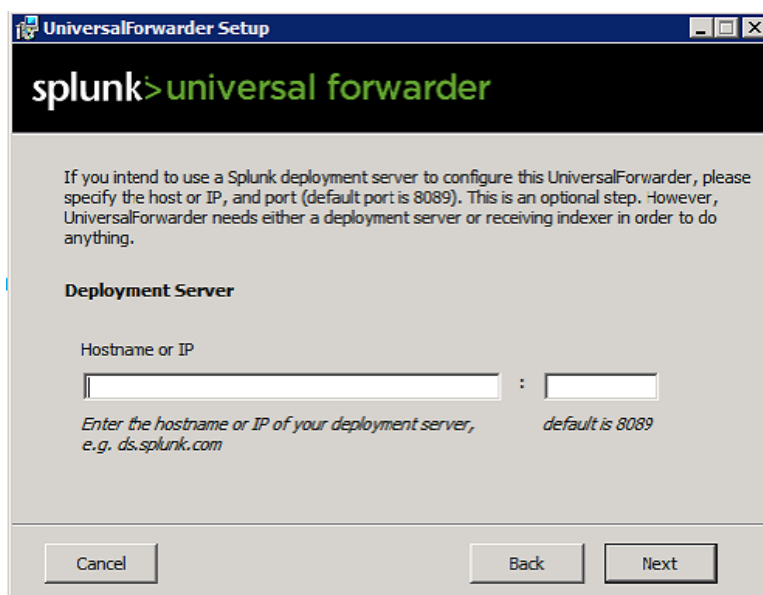 UniversalForwarder Setup
splunk>universal forwarder
If you intend to use a Splunk deployment server to configure this UniversalForwarder, please
specify the host or IP, and port (default port is 8089). This is an optional step. However,
UniversalForwarder needs either a deployment server or receiving indexer in order to do
anything.
Deployment Server
Hostname or IP
:
Enter the hostname or IP of your deployment server,
e.g. ds.splunk.com
default is 8089
Cancel
Back
Next